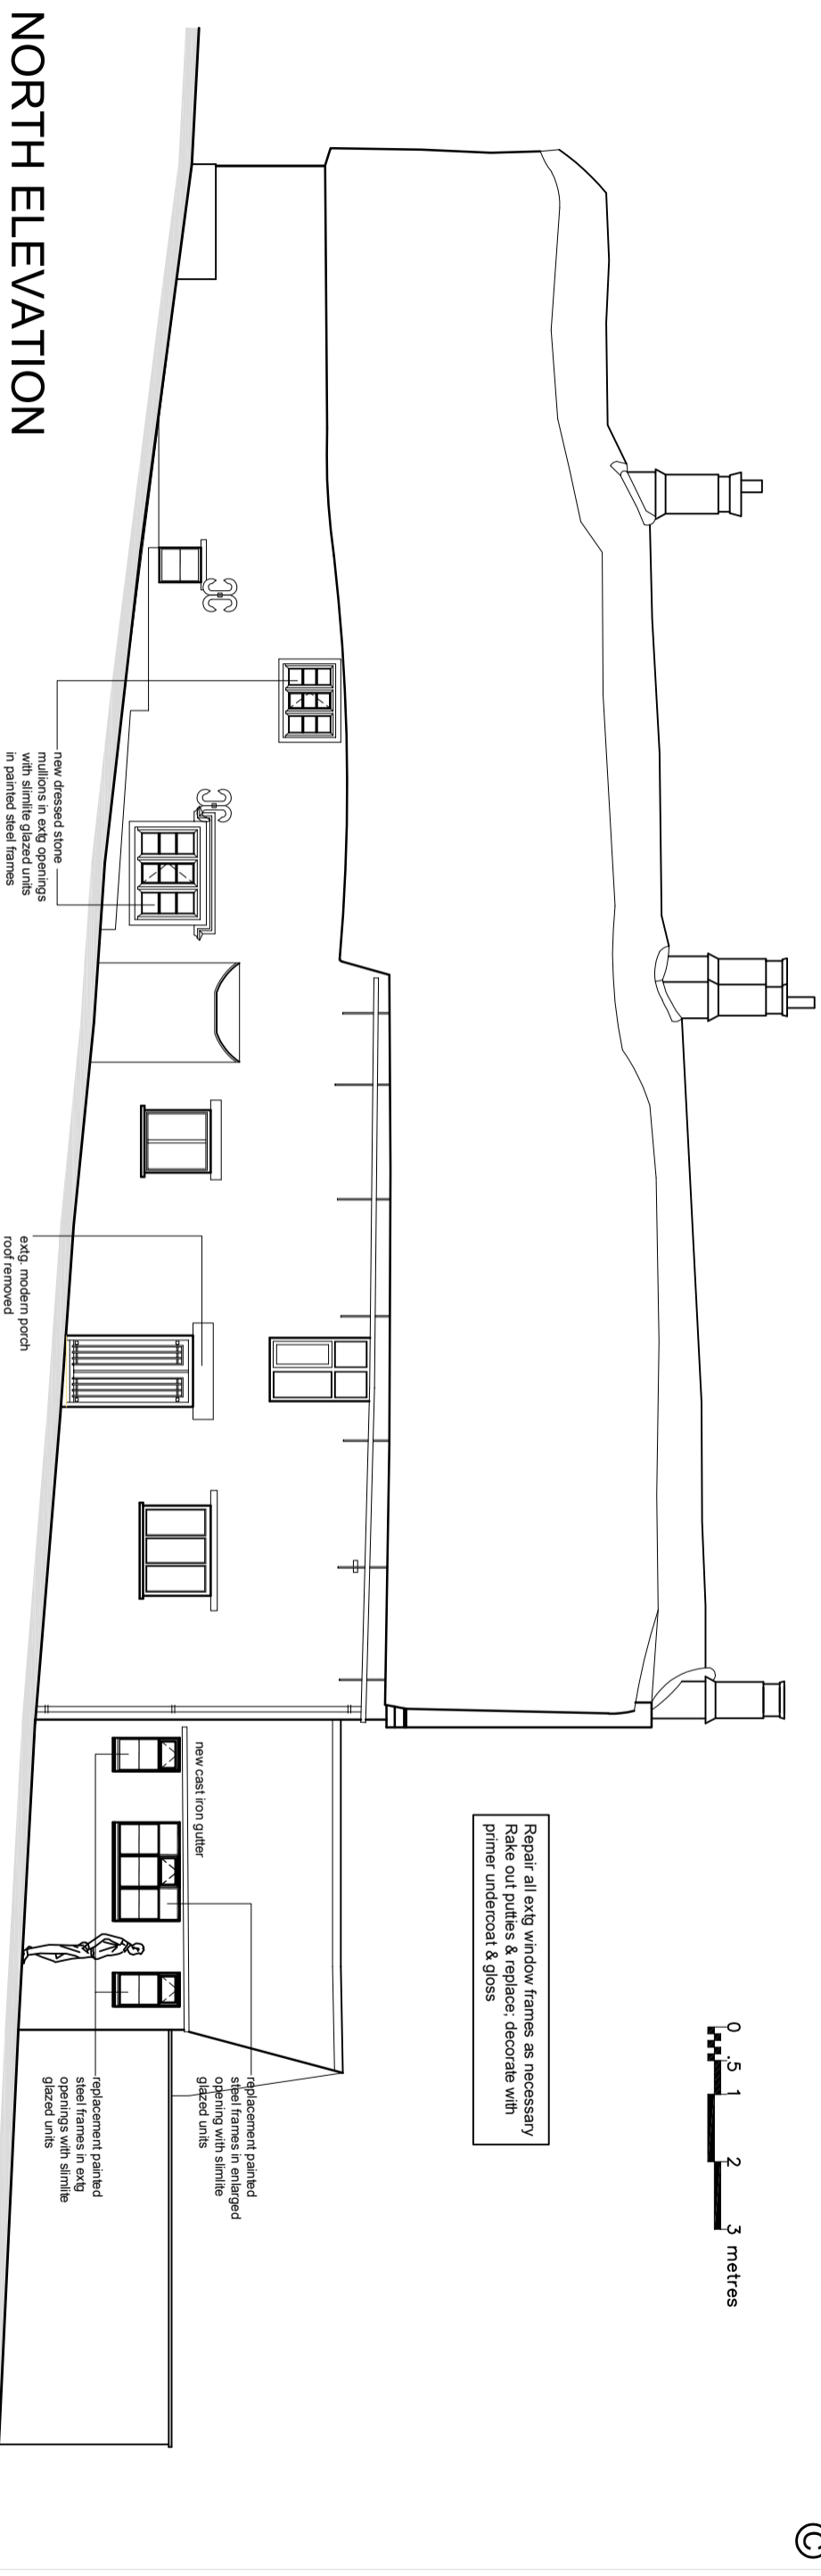 ©
0 .5 1 2 3 metres
Repair all extg window frames as necessary
Rake out putties & replace; decorate with
primer undercoat & gloss
new cast iron gutter
new dressed stone
mullions in extg openings
with slimlite glazed units
in painted steel frames
extg. modern porch
roof removed
replacement painted
steel frames in enlarged
opening with slimlite
glazed units
replacement painted
steel frames in extg
openings with slimlite
glazed units
NORTH ELEVATION